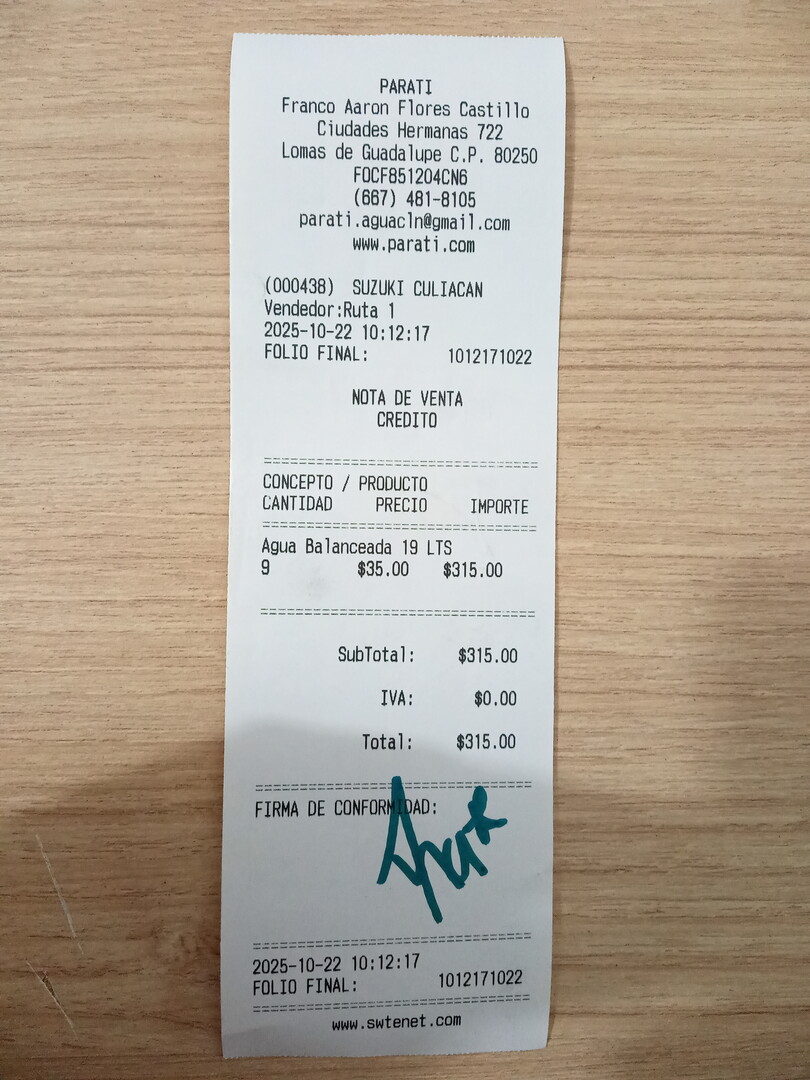 PARATI
Franco Aaron Flores Castillo
Ciudades Hermanas 722
Lomas de Guadalupe C.P. 80250
FOCF851204CN6
(667) 481-8105
parati.aguacln@gmail.com
www.parati.com
(000438) SUZUKI CULIACAN
Vendedor:Ruta 1
2025-10-22 10:12:17
FOLIO FINAL: 1012171022
NOTA DE VENTA
CREDITO
CONCEPTO / PRODUCTO
CANTIDAD PRECIO IMPORTE
Agua Balanceada 19 LTS
9 $35.00 $315.00
SubTotal: $315.00
IVA: $0.00
Total: $315.00
FIRMA DE CONFORMIDAD:
2025-10-22 10:12:17
FOLIO FINAL: 1012171022
www.swtenet.com